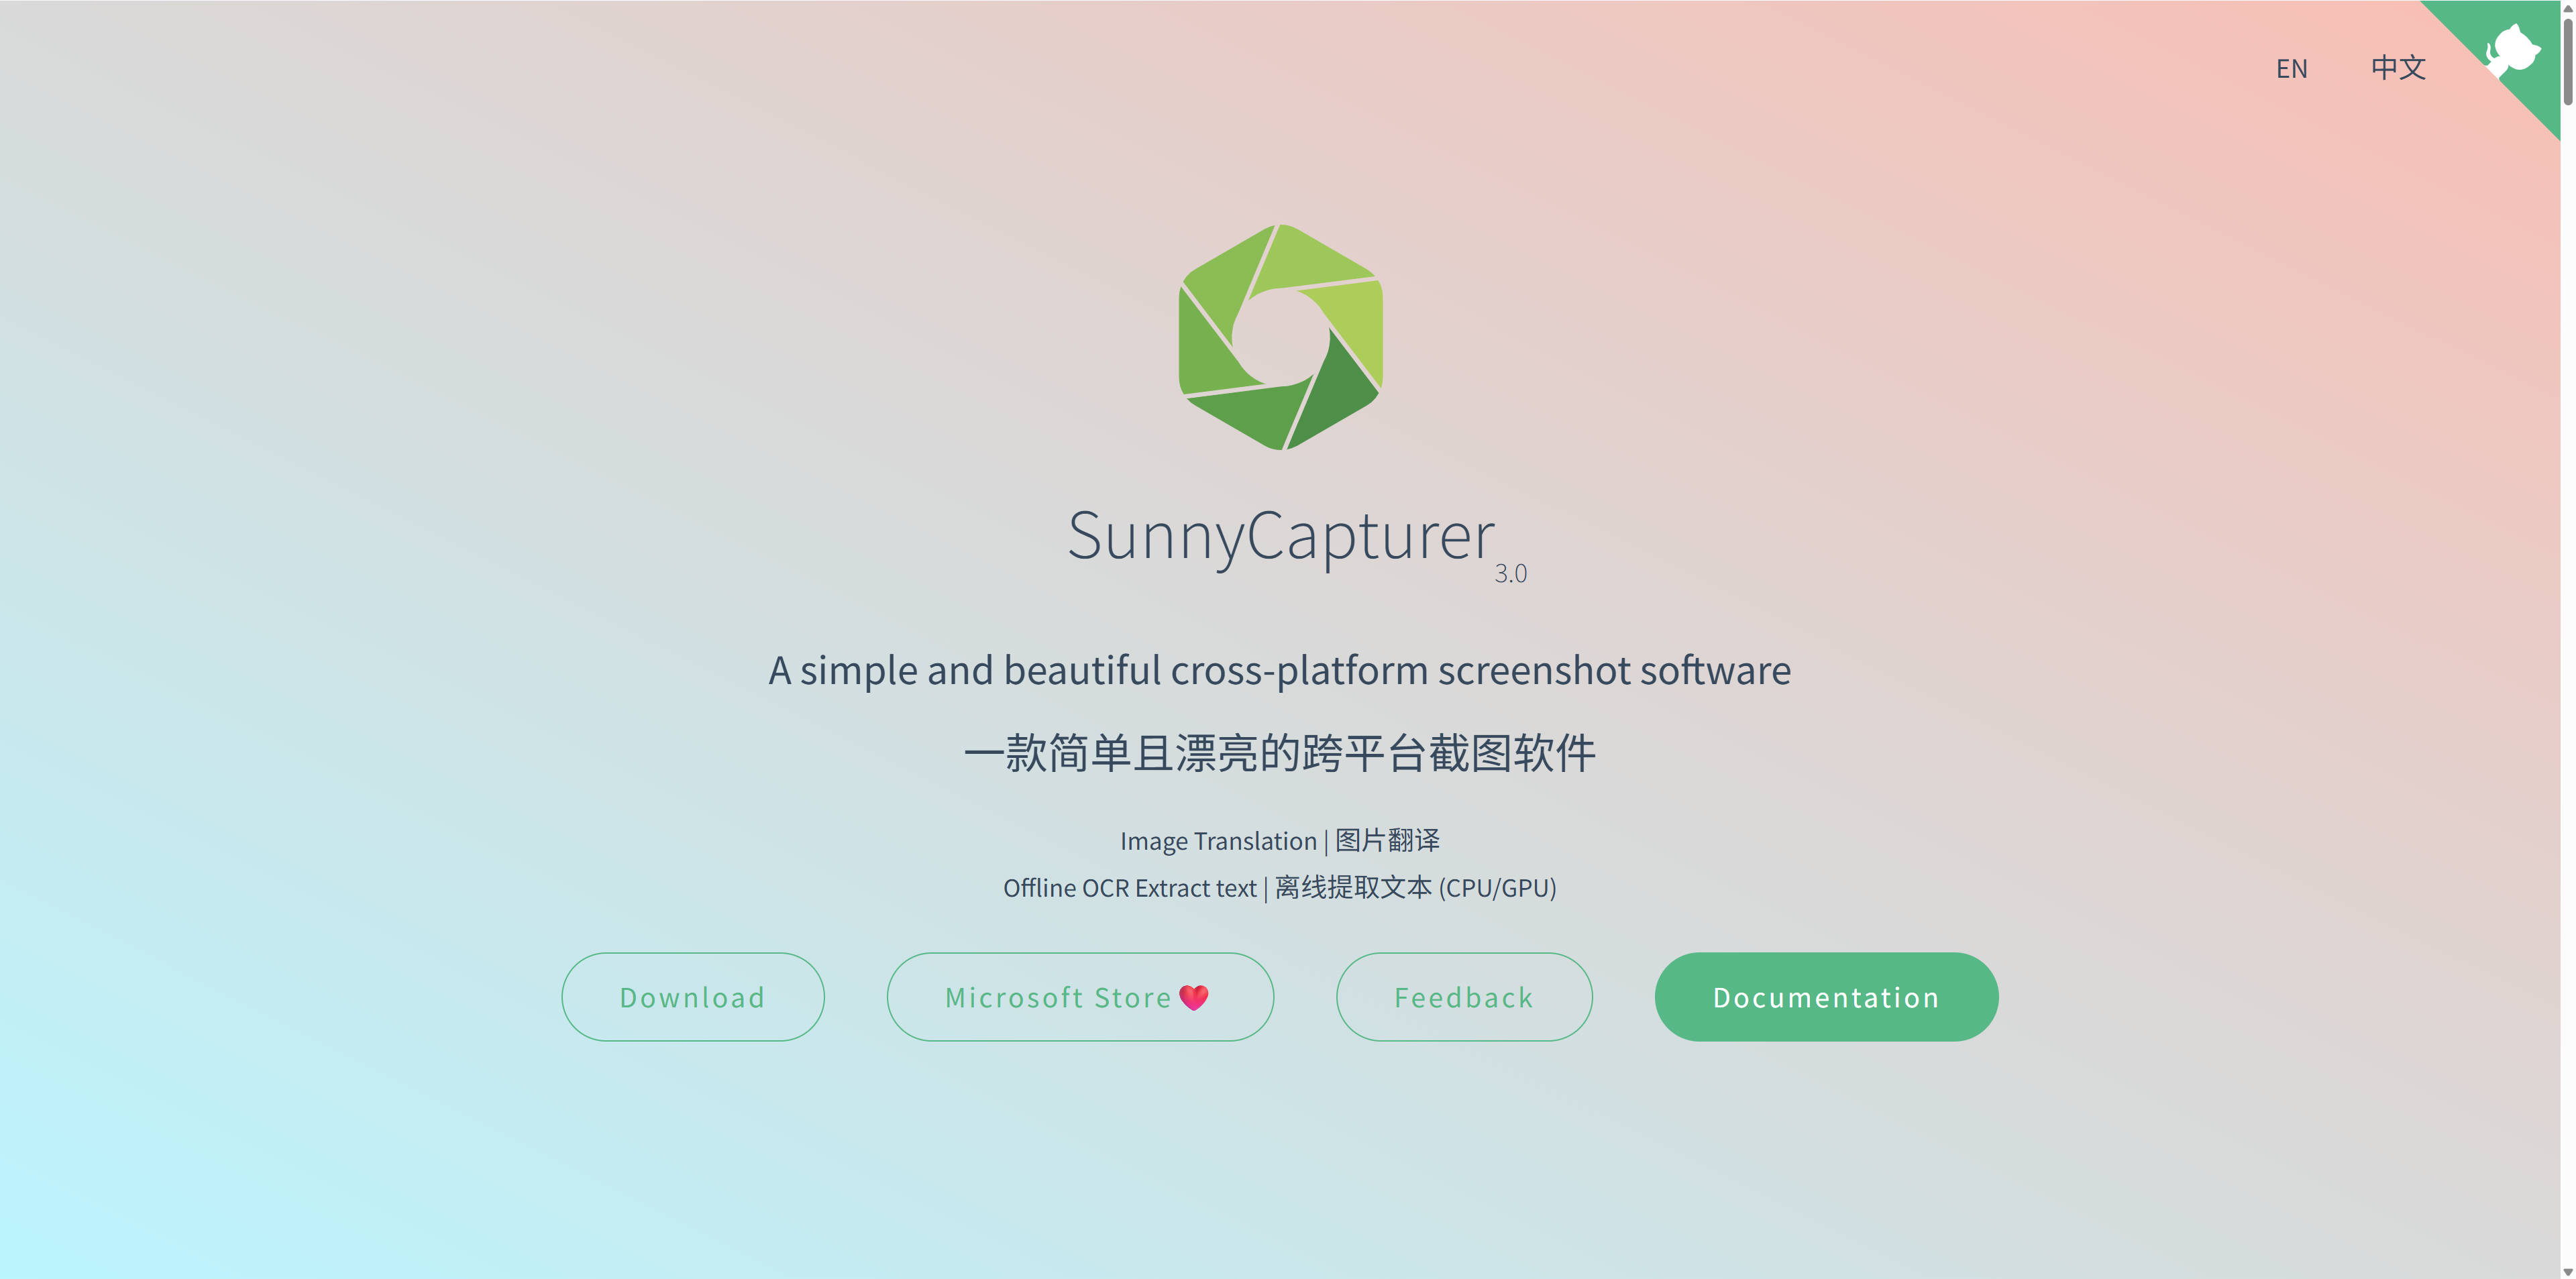 EN 中文
SunnyCapturer 3.0
A simple and beautiful cross-platform screenshot software
一款简单且漂亮的跨平台截图软件
Image Translation | 图片翻译
Offline OCR Extract text | 离线提取文本 (CPU/GPU)
Download Microsoft Store💖 Feedback Documentation